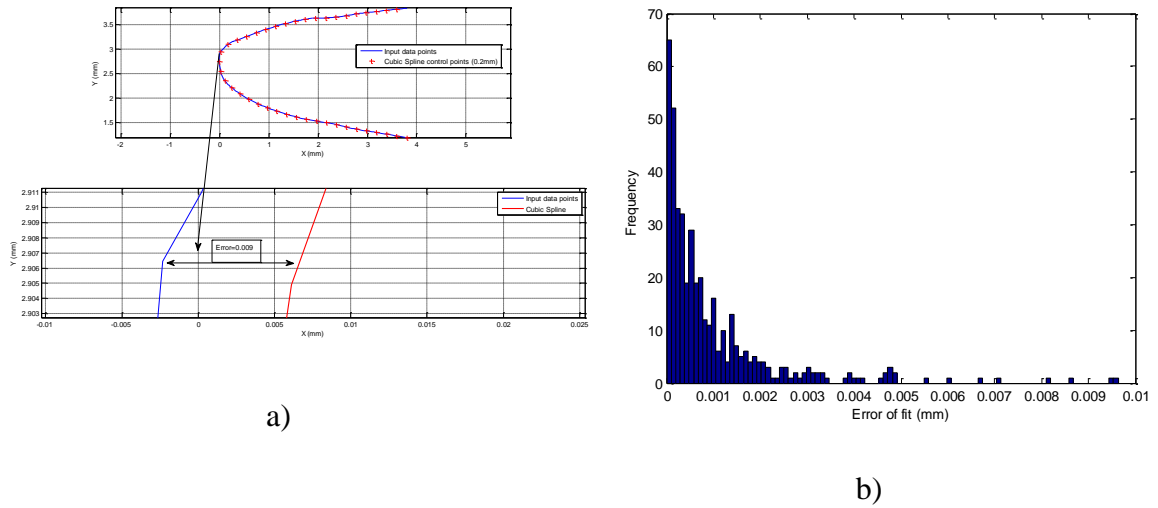 3.5
3
2.5
2
1.5
Y (mm)
-2 -1 0 1 2 3 4 5
X (mm)
Input data points
Cubic Spline control points (0.2mm)
2.911
2.91
2.909
2.907
2.906
2.905
2.904
2.903
Y (mm)
Input data points
Cubic Spline
Error=0.009
-0.01 -0.005 0 0.005 0.01 0.015 0.02 0.025
X (mm)
a)
70
60
50
40
30
20
10
0
Frequency
0 0.001 0.002 0.003 0.004 0.005 0.006 0.007 0.008 0.009 0.01
Error of fit (mm)
b)